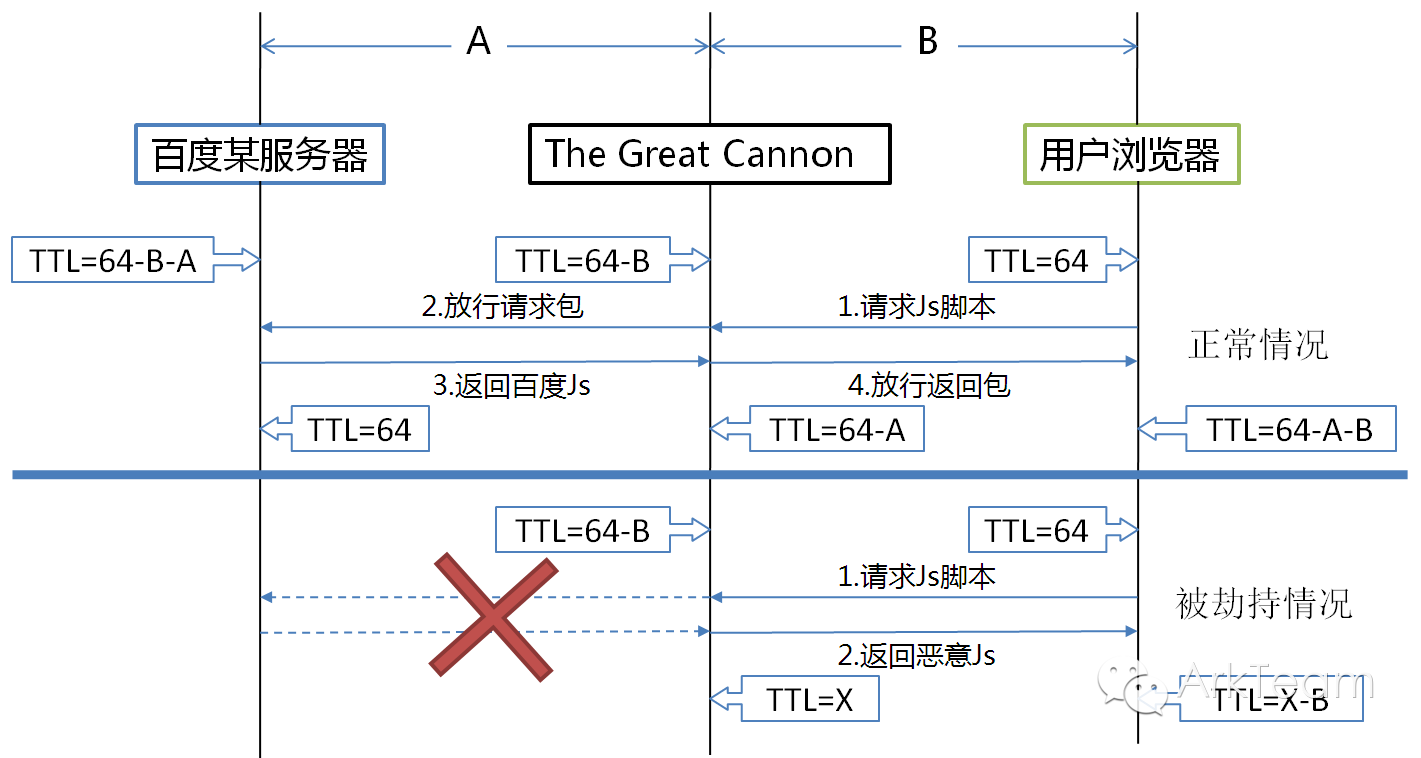 A
B
百度某服务器
The Great Cannon
用户浏览器
TTL=64-B-A
TTL=64-B
TTL=64
2.放行请求包
1.请求Js脚本
正常情况
3.返回百度Js
4.放行返回包
TTL=64
TTL=64-A
TTL=64-A-B
TTL=64-B
TTL=64
1.请求Js脚本
被劫持情况
2.返回恶意Js
ArkTeam
TTL=X
TTL=X-B